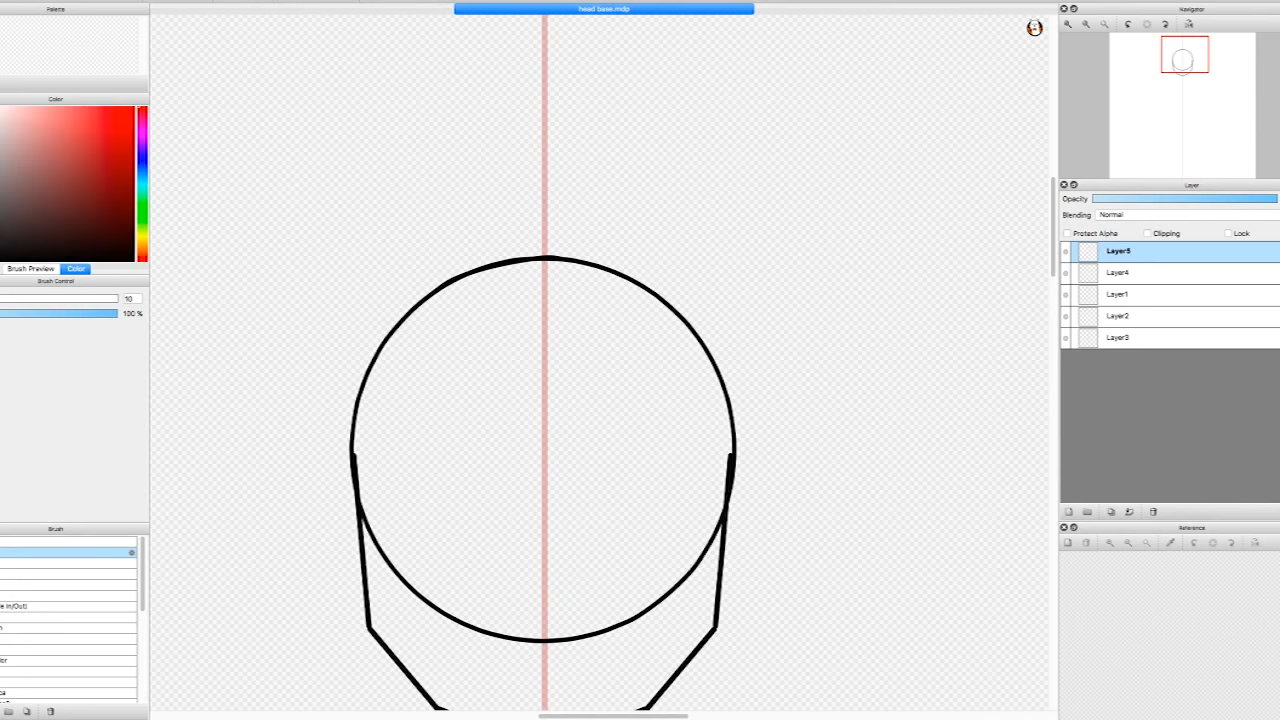 Palette
head base.mdp
Navigator
Color
Layer
Opacity
Blending Normal
Protect Alpha Clipping Lock
Layer5
Layer4
Layer1
Layer2
Layer3
Brush Preview Color
Brush Control
10
100 %
Brush
Reference
e In/Out)